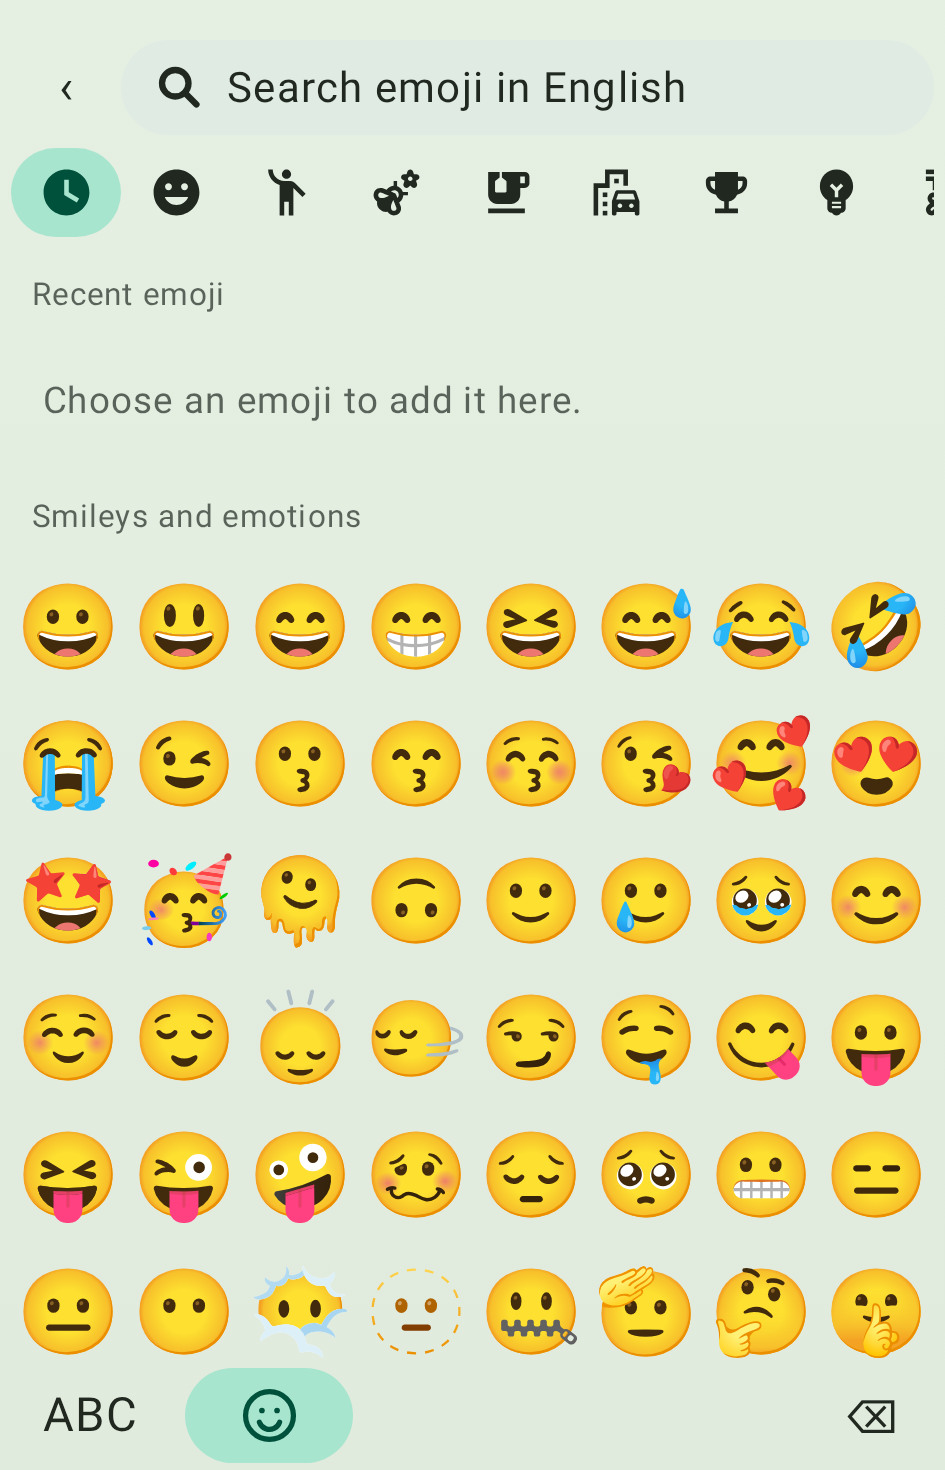 Search emoji in English
Recent emoji
Choose an emoji to add it here.
Smileys and emotions
ABC